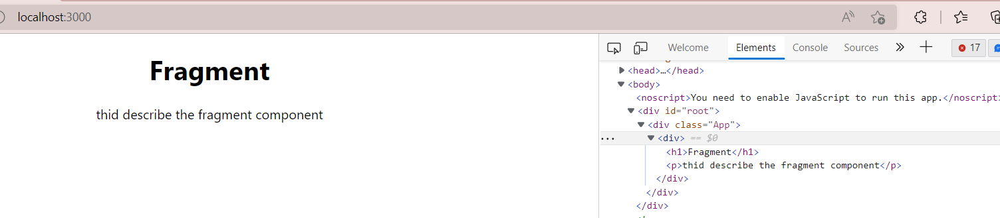 localhost:3000
Welcome Elements Console Sources 17
Fragment
thid describe the fragment component
<head>…</head>
<body>
<noscript>You need to enable JavaScript to run this app.</noscript>
<div id="root">
<div class="App">
... <div> == $0
<h1>Fragment</h1>
<p>thid describe the fragment component</p>
</div>
</div>
</div>